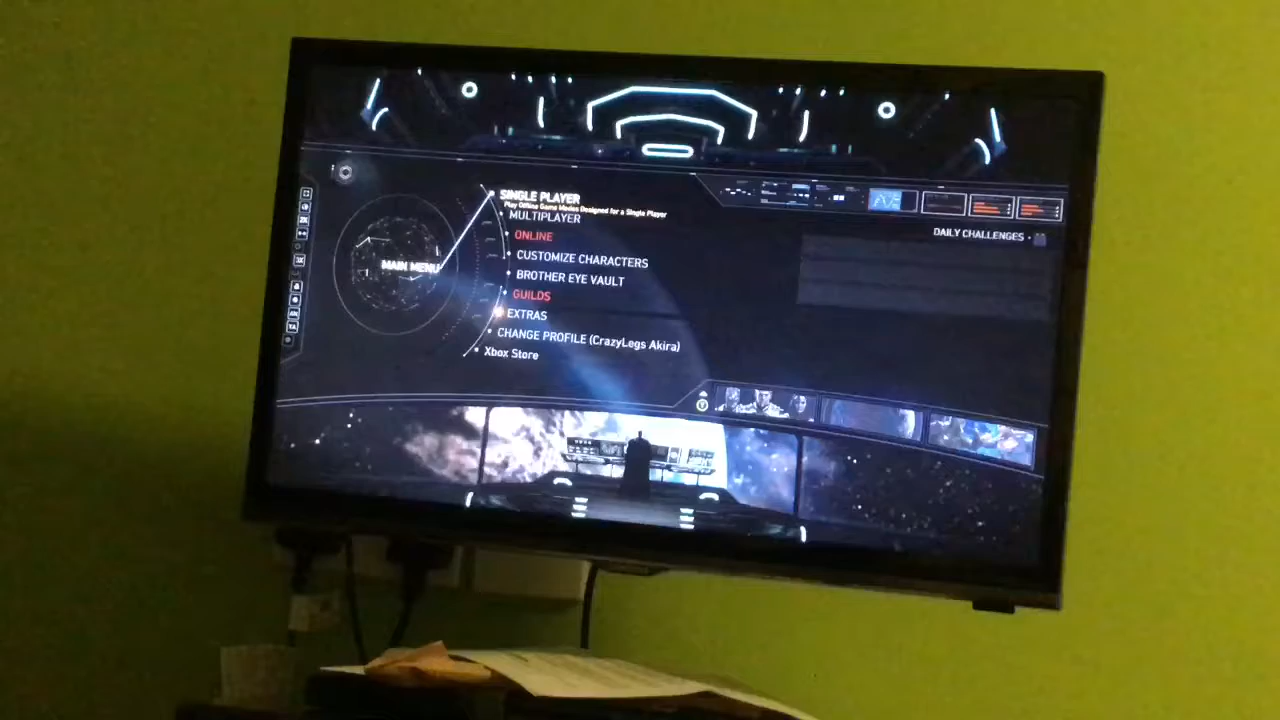 SINGLE PLAYER
Play Offline Game Modes Designed for a Single Player
MULTIPLAYER
ONLINE
CUSTOMIZE CHARACTERS
BROTHER EYE VAULT
GUILDS
EXTRAS
CHANGE PROFILE (CrazyLegs Akira)
Xbox Store
MAIN MENU
DAILY CHALLENGES